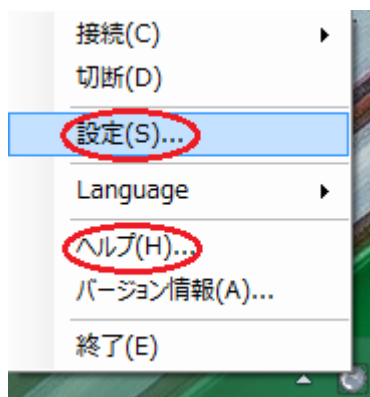 接続(C)
切断(D)
設定(S)...
Language
ヘルプ(H)...
バージョン情報(A)...
終了(E)